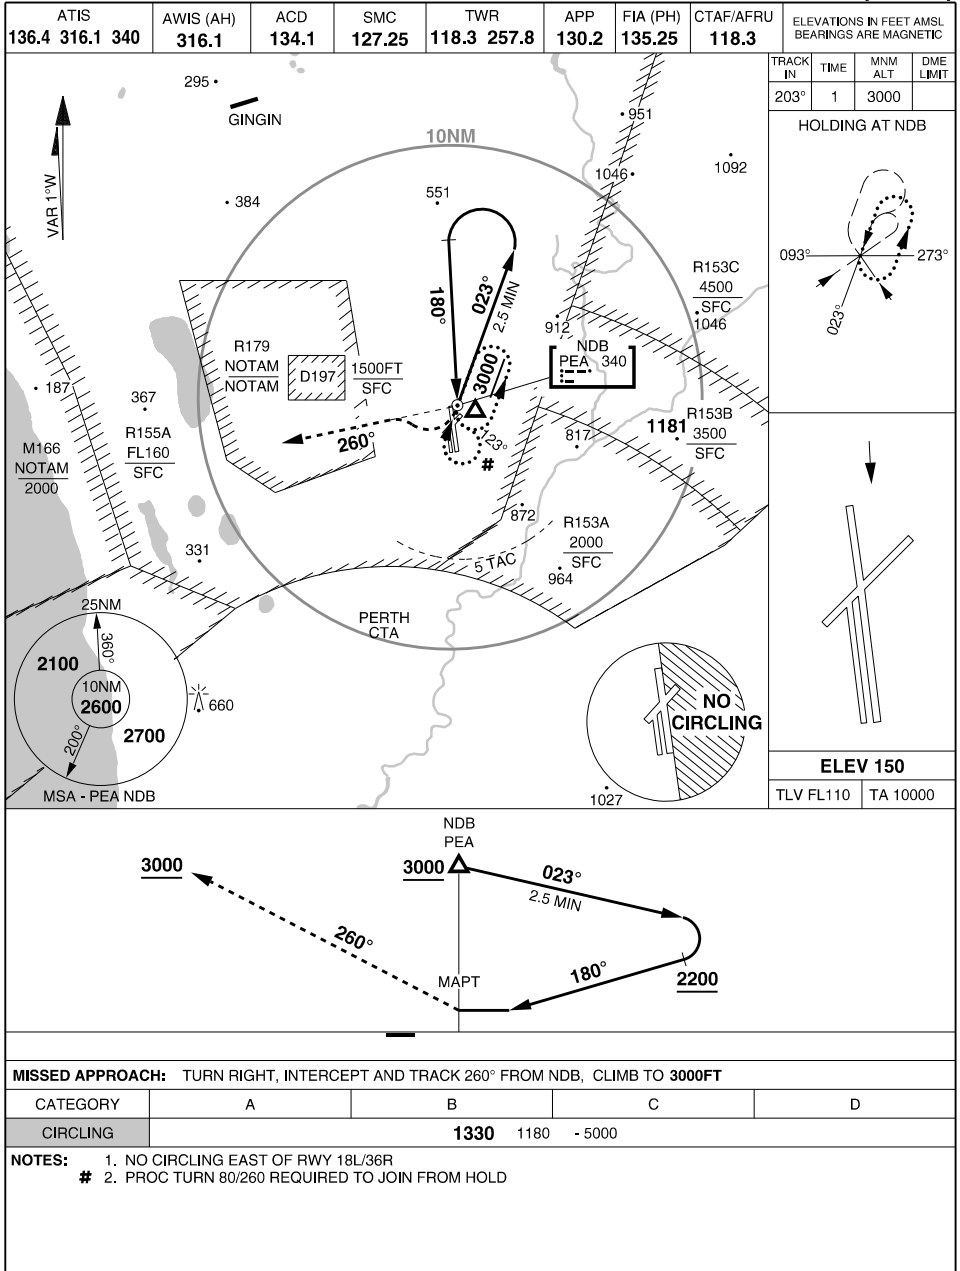 ATIS
136.4 316.1 340
AWIS (AH)
316.1
ACD
134.1
SMC
127.25
TWR
118.3 257.8
APP
130.2
FIA (PH)
135.25
CTAF/AFRU
118.3
ELEVATIONS IN FEET AMSL
BEARINGS ARE MAGNETIC
TRACK IN
TIME
MNM ALT
DME LIMIT
203°
1
3000
HOLDING AT NDB
093°
273°
023°
295
GINGIN
10NM
951
1046
1092
VAR 1°W
384
551
R153C
4500
SFC
1046
180°
023°
2.5 MIN
912
NDB
PEA 340
R179
NOTAM
NOTAM
D197
1500FT
SFC
3000
187
367
R155A
FL160
SFC
M166
NOTAM
2000
260°
123°
#
817
1181
R153B
3500
SFC
872
R153A
2000
SFC
5 TAC
964
331
PERTH
CTA
25NM
360°
2100
10NM
2600
2700
200°
MSA - PEA NDB
660
NO
CIRCLING
1027
ELEV 150
TLV FL110
TA 10000
NDB
PEA
3000
3000
023°
2.5 MIN
260°
MAPT
180°
2200
MISSED APPROACH: TURN RIGHT, INTERCEPT AND TRACK 260° FROM NDB, CLIMB TO 3000FT
CATEGORY A B C D
CIRCLING 1330 1180 - 5000
NOTES: 1. NO CIRCLING EAST OF RWY 18L/36R
# 2. PROC TURN 80/260 REQUIRED TO JOIN FROM HOLD